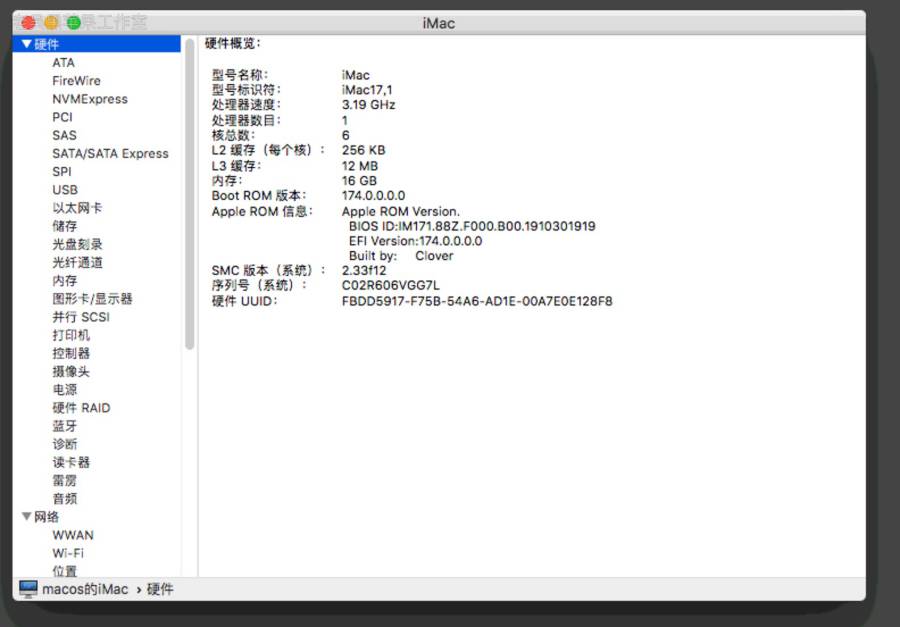 iMac
硬件
ATA
FireWire
NVMExpress
PCI
SAS
SATA/SATA Express
SPI
USB
以太网卡
储存
光盘刻录
光纤通道
内存
图形卡/显示器
并行 SCSI
打印机
控制器
摄像头
电源
硬件 RAID
蓝牙
诊断
读卡器
雷雳
音频
网络
WWAN
Wi-Fi
位置
硬件概览：
型号名称： iMac
型号标识符： iMac17,1
处理器速度： 3.19 GHz
处理器数目： 1
核总数： 6
L2 缓存（每个核）： 256 KB
L3 缓存： 12 MB
内存： 16 GB
Boot ROM 版本： 174.0.0.0.0
Apple ROM 信息： Apple ROM Version.
BIOS ID:IM171.88Z.F000.B00.1910301919
EFI Version:174.0.0.0.0
Built by: Clover
SMC 版本（系统）： 2.33f12
序列号（系统）： C02R606VGG7L
硬件 UUID： FBDD5917-F75B-54A6-AD1E-00A7E0E128F8
macos的iMac › 硬件